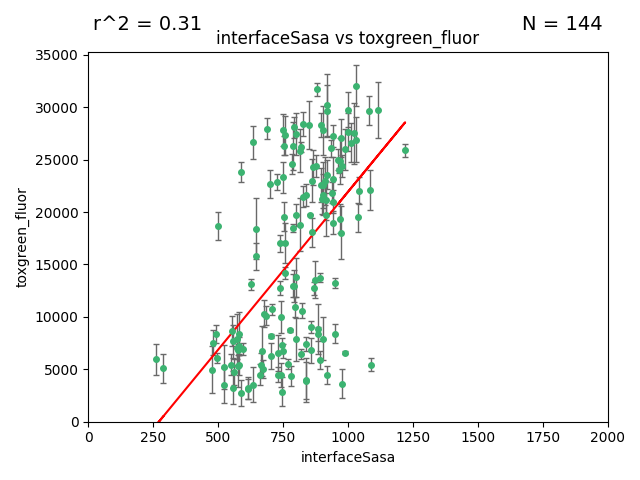 r^2 = 0.31
N = 144
interfaceSasa vs toxgreen_fluor
35000
30000
25000
20000
15000
10000
5000
0
toxgreen_fluor
0 250 500 750 1000 1250 1500 1750 2000
interfaceSasa